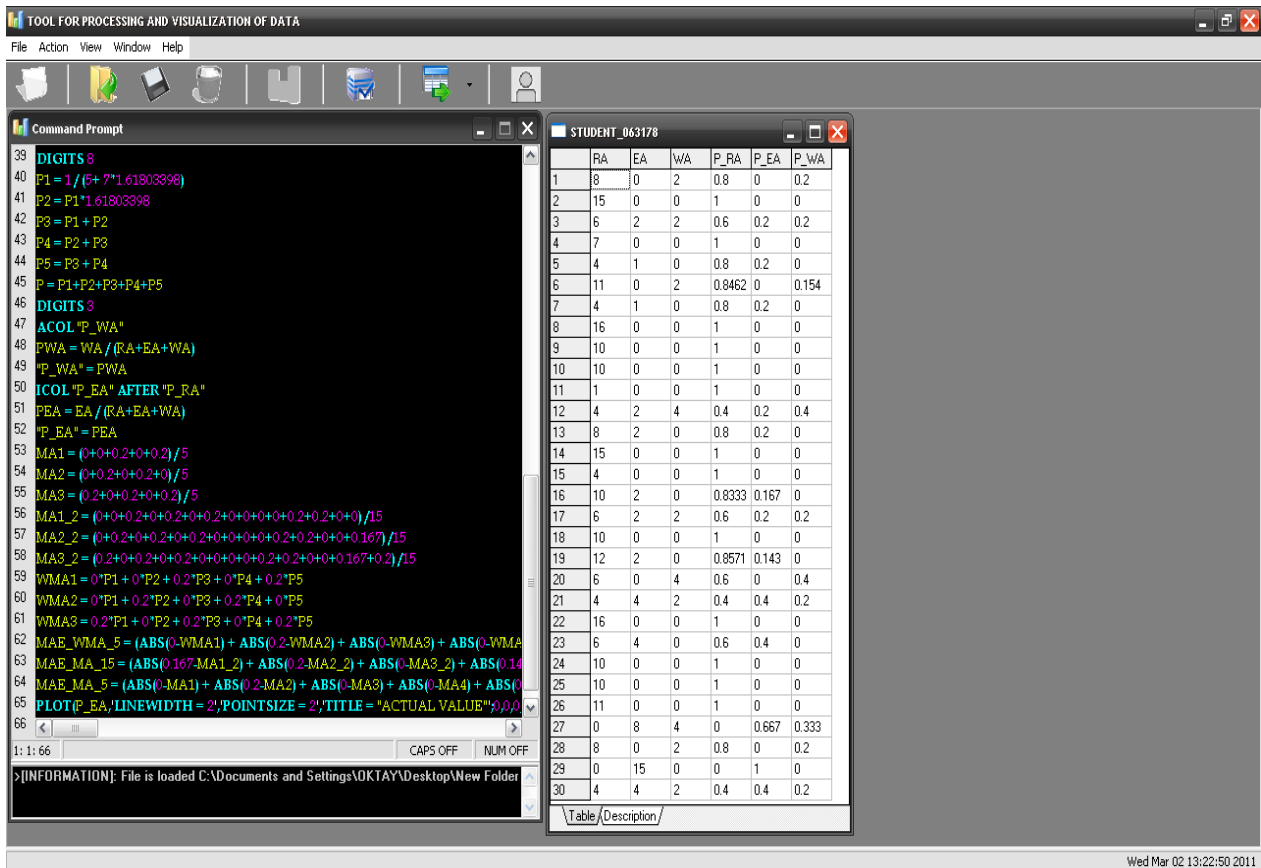 TOOL FOR PROCESSING AND VISUALIZATION OF DATA
File Action View Window Help
Command Prompt
39 DIGITS 8
40 P1 = 1/(5+ 7*1.61803398)
41 P2 = P1*1.61803398
42 P3 = P1 + P2
43 P4 = P2 + P3
44 P5 = P3 + P4
45 P = P1+P2+P3+P4+P5
46 DIGITS 3
47 ACOL "P_WA"
48 PWA = WA / (RA+EA+WA)
49 "P_WA" = PWA
50 ICOL "P_EA" AFTER "P_RA"
51 PEA = EA / (RA+EA+WA)
52 "P_EA" = PEA
53 MA1 = (0+0+0.2+0+0.2)/5
54 MA2 = (0+0.2+0+0.2+0)/5
55 MA3 = (0.2+0+0.2+0+0.2)/5
56 MA1_2 = (0+0+0.2+0+0.2+0+0.2+0+0+0+0+0.2+0.2+0+0)/15
57 MA2_2 = (0+0.2+0+0.2+0+0.2+0+0+0+0+0.2+0.2+0+0+0.167)/15
58 MA3_2 = (0.2+0+0.2+0+0.2+0+0+0+0+0.2+0.2+0+0+0.167+0.2)/15
59 WMA1 = 0*P1 + 0*P2 + 0.2*P3 + 0*P4 + 0.2*P5
60 WMA2 = 0*P1 + 0.2*P2 + 0*P3 + 0.2*P4 + 0*P5
61 WMA3 = 0.2*P1 + 0*P2 + 0.2*P3 + 0*P4 + 0.2*P5
62 MAE_WMA_5 = (ABS(0-WMA1) + ABS(0.2-WMA2) + ABS(0-WMA3) + ABS(0-WMA
63 MAE_MA_15 = (ABS(0.167-MA1_2) + ABS(0.2-MA2_2) + ABS(0-MA3_2) + ABS(0.14
64 MAE_MA_5 = (ABS(0-MA1) + ABS(0.2-MA2) + ABS(0-MA3) + ABS(0-MA4) + ABS(0
65 PLOT(P_EA,'LINEWIDTH = 2','POINTSIZE = 2','TITLE = "ACTUAL VALUE"';0,0,0
66
1: 1: 66 CAPS OFF NUM OFF
>[INFORMATION]: File is loaded C:\Documents and Settings\OKTAY\Desktop\New Folder
STUDENT_063178
RA EA WA P_RA P_EA P_WA
1 8 0 2 0.8 0 0.2
2 15 0 0 1 0 0
3 6 2 2 0.6 0.2 0.2
4 7 0 0 1 0 0
5 4 1 0 0.8 0.2 0
6 11 0 2 0.8462 0 0.154
7 4 1 0 0.8 0.2 0
8 16 0 0 1 0 0
9 10 0 0 1 0 0
10 10 0 0 1 0 0
11 1 0 0 1 0 0
12 4 2 4 0.4 0.2 0.4
13 8 2 0 0.8 0.2 0
14 15 0 0 1 0 0
15 4 0 0 1 0 0
16 10 2 0 0.8333 0.167 0
17 6 2 2 0.6 0.2 0.2
18 10 0 0 1 0 0
19 12 2 0 0.8571 0.143 0
20 6 0 4 0.6 0 0.4
21 4 4 2 0.4 0.4 0.2
22 16 0 0 1 0 0
23 6 4 0 0.6 0.4 0
24 10 0 0 1 0 0
25 10 0 0 1 0 0
26 11 0 0 1 0 0
27 0 8 4 0 0.667 0.333
28 8 0 2 0.8 0 0.2
29 0 15 0 0 1 0
30 4 4 2 0.4 0.4 0.2
Table Description
Wed Mar 02 13:22:50 2011